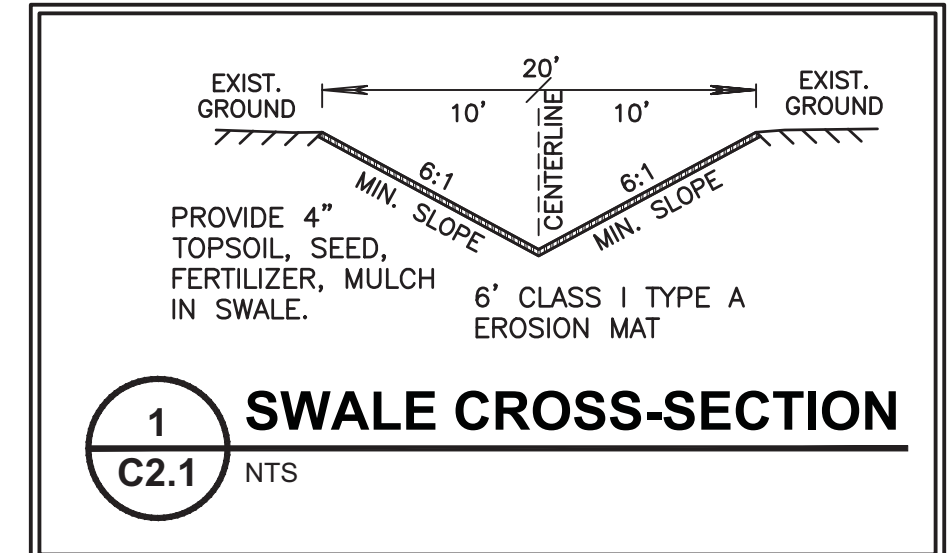 20'
EXIST.
GROUND
10'
CENTERLINE
10'
EXIST.
GROUND
6:1
MIN. SLOPE
6:1
MIN. SLOPE
PROVIDE 4"
TOPSOIL, SEED,
FERTILIZER, MULCH
IN SWALE.
6' CLASS I TYPE A
EROSION MAT
1
C2.1
SWALE CROSS-SECTION
NTS